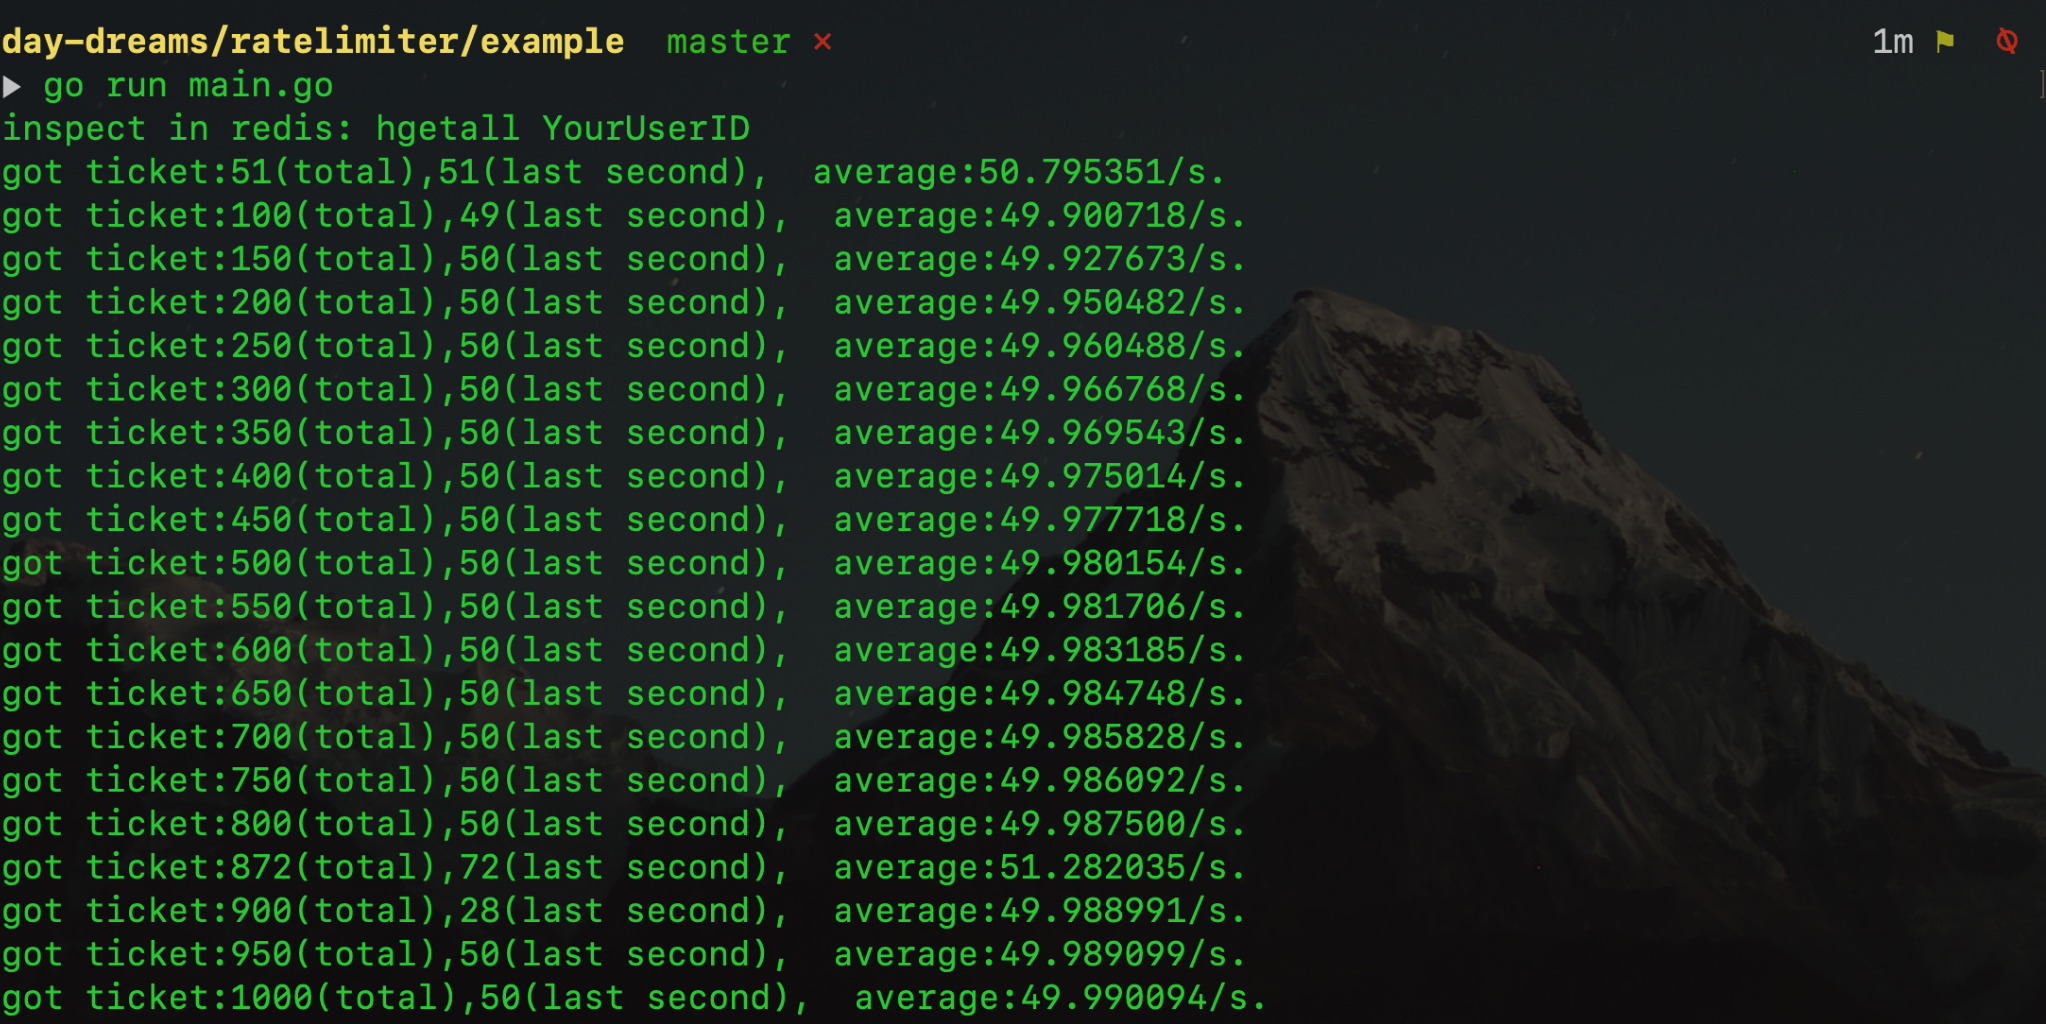 day-dreams/ratelimiter/example  master ×  1m ⚑  
▶ go run main.go
inspect in redis: hgetall YourUserID
got ticket:51(total),51(last second),  average:50.795351/s.
got ticket:100(total),49(last second),  average:49.900718/s.
got ticket:150(total),50(last second),  average:49.927673/s.
got ticket:200(total),50(last second),  average:49.950482/s.
got ticket:250(total),50(last second),  average:49.960488/s.
got ticket:300(total),50(last second),  average:49.966768/s.
got ticket:350(total),50(last second),  average:49.969543/s.
got ticket:400(total),50(last second),  average:49.975014/s.
got ticket:450(total),50(last second),  average:49.977718/s.
got ticket:500(total),50(last second),  average:49.980154/s.
got ticket:550(total),50(last second),  average:49.981706/s.
got ticket:600(total),50(last second),  average:49.983185/s.
got ticket:650(total),50(last second),  average:49.984748/s.
got ticket:700(total),50(last second),  average:49.985828/s.
got ticket:750(total),50(last second),  average:49.986092/s.
got ticket:800(total),50(last second),  average:49.987500/s.
got ticket:872(total),72(last second),  average:51.282035/s.
got ticket:900(total),28(last second),  average:49.988991/s.
got ticket:950(total),50(last second),  average:49.989099/s.
got ticket:1000(total),50(last second),  average:49.990094/s.